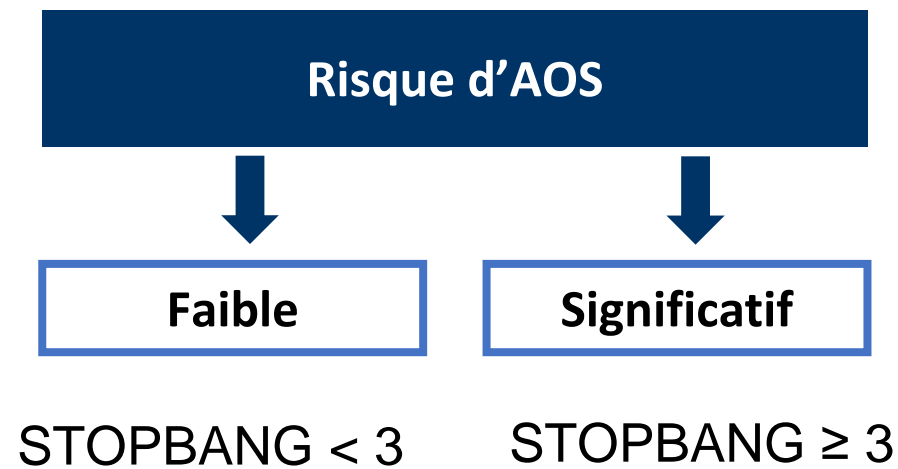 Risque d’AOS
Faible
Significatif
STOPBANG < 3
STOPBANG ≥ 3